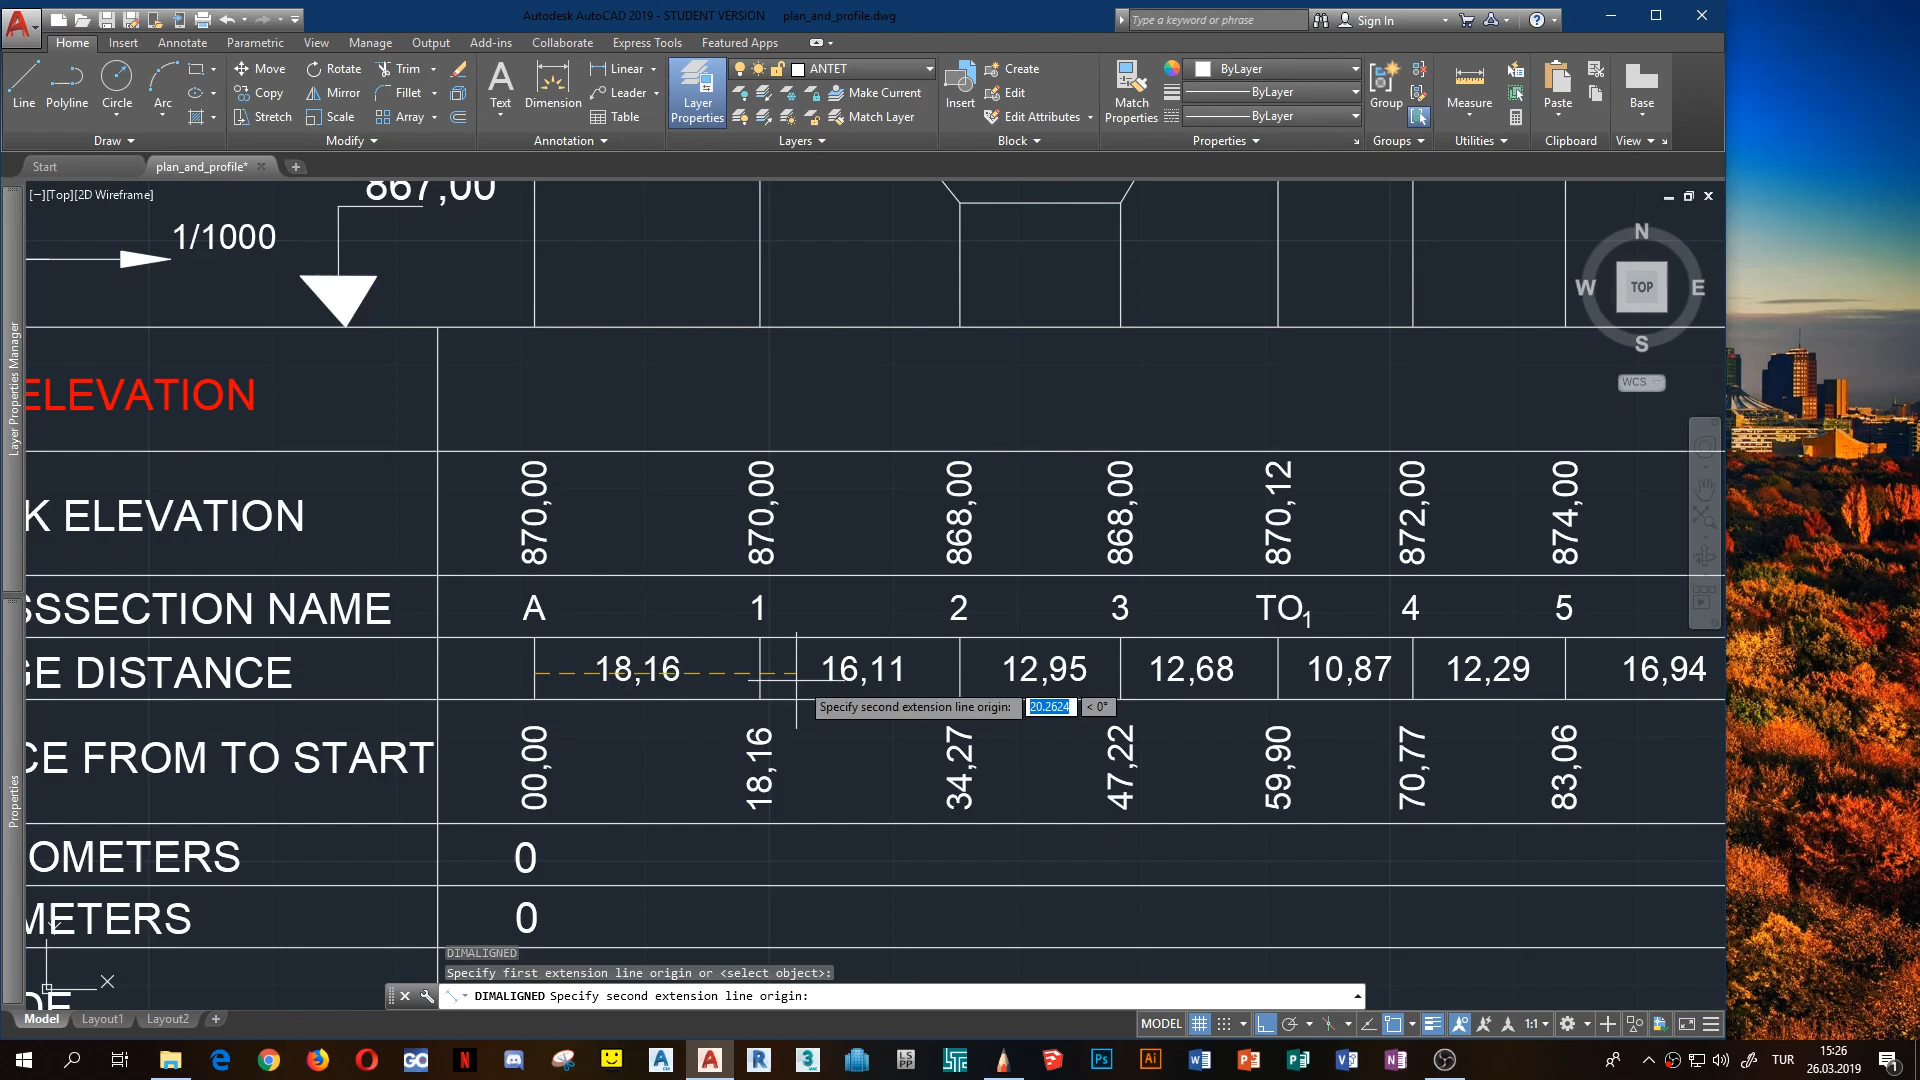 Autodesk AutoCAD 2019 - STUDENT VERSION plan_and_profile.dwg
Type a keyword or phrase
Sign In
Home Insert Annotate Parametric View Manage Output Add-ins Collaborate Express Tools Featured Apps
Line Polyline Circle Arc
Move Rotate Trim
Copy Mirror Fillet
Stretch Scale Array
Text Dimension
Linear
Leader
Table
Layer Properties
ANTET
Make Current
Match Layer
Insert
Create
Edit
Edit Attributes
Match Properties
ByLayer
ByLayer
ByLayer
Group
Measure
Paste
Base
Draw Modify Annotation Layers Block Properties Groups Utilities Clipboard View
Start plan_and_profile*
[−][Top][2D Wireframe]
867,00
1/1000
N
W TOP E
S
WCS
Layer Properties Manager
Properties
ELEVATION
K ELEVATION 870,00 870,00 868,00 868,00 870,12 872,00 874,00
SSSECTION NAME A 1 2 3 TO1 4 5
GE DISTANCE 18,16 16,11 12,95 12,68 10,87 12,29 16,94
Specify second extension line origin: 20.2624 < 0°
CE FROM TO START 00,00 18,16 34,27 47,22 59,90 70,77 83,06
OMETERS 0
METERS 0
DE
DIMALIGNED
Specify first extension line origin or <select object>:
DIMALIGNED Specify second extension line origin:
Model Layout1 Layout2
MODEL 1:1
TUR
15:26
26.03.2019